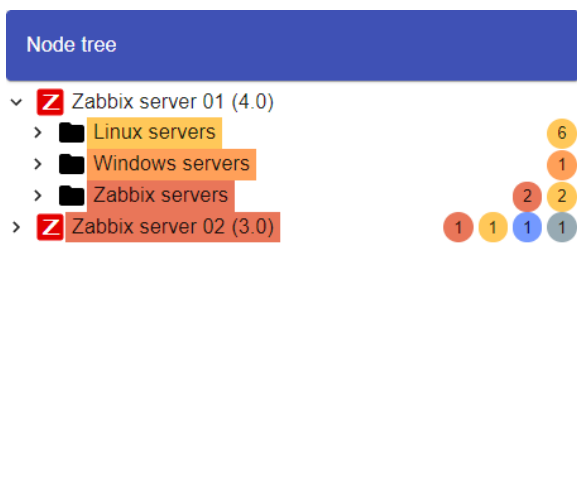 Node tree
Z Zabbix server 01 (4.0)
Linux servers 6
Windows servers 1
Zabbix servers 2 2
Z Zabbix server 02 (3.0) 1 1 1 1